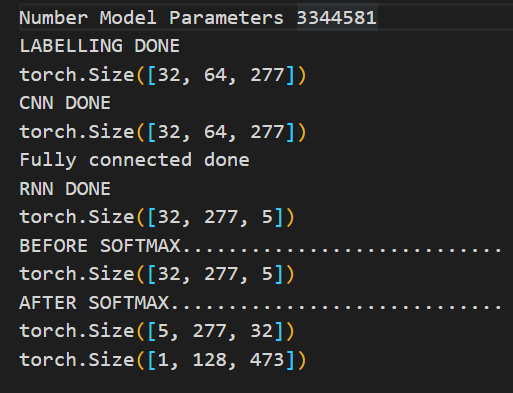 Number Model Parameters 3344581
LABELLING DONE
torch.Size([32, 64, 277])
CNN DONE
torch.Size([32, 64, 277])
Fully connected done
RNN DONE
torch.Size([32, 277, 5])
BEFORE SOFTMAX............................
torch.Size([32, 277, 5])
AFTER SOFTMAX.............................
torch.Size([5, 277, 32])
torch.Size([1, 128, 473])